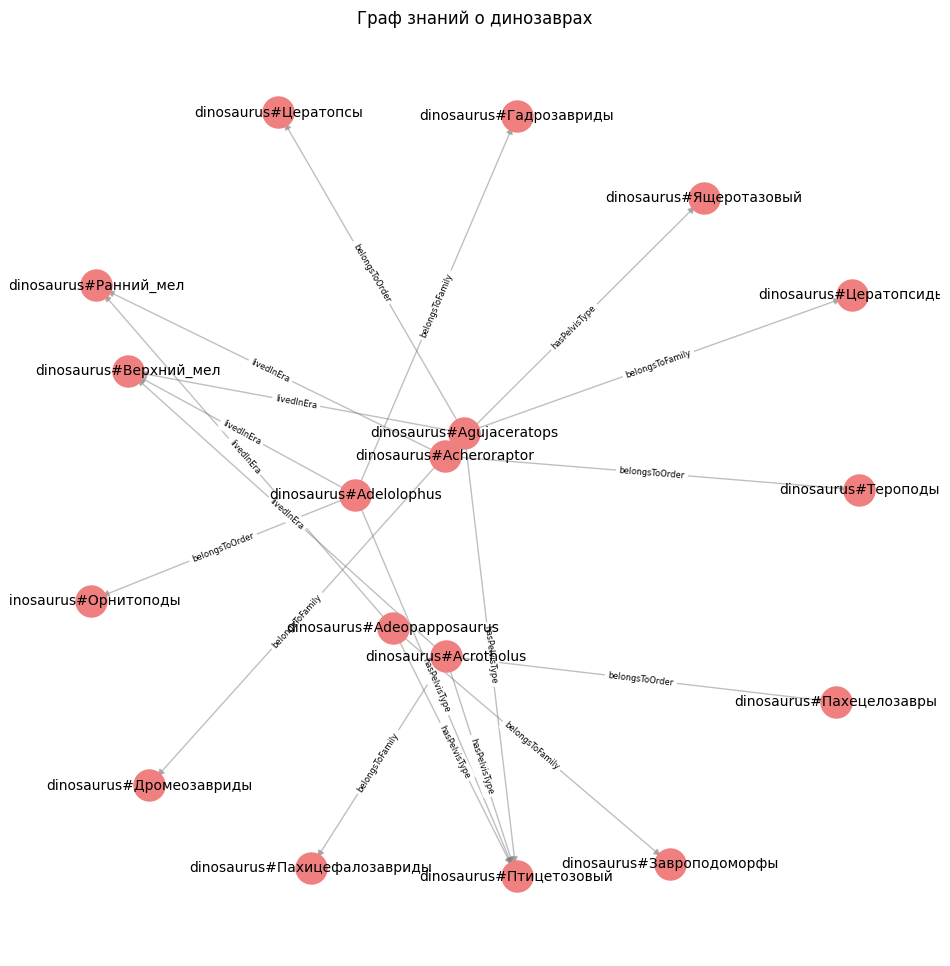 Граф знаний о динозаврах
dinosaurus#Цератопсы
dinosaurus#Гадрозавриды
dinosaurus#Ящеротазовый
belongsToOrder
belongsToFamily
dinosaurus#Ранний_мел
dinosaurus#Цератопсидь
hasPelvisType
livedInEra
belongsToFamily
dinosaurus#Верхний_мел
livedInEra
livedInEra
dinosaurus#Agujaceratops
livedInEra
dinosaurus#Acheroraptor
belongsToOrder
dinosaurus#Тероподы
dinosaurus#Adelolophus
livedInEra
belongsToOrder
inosaurus#Орнитоподы
belongsToFamily
dinosaurus#Adeopapposaurus
hasPelvisType
dinosaurus#Acrotholus
hasPelvisType
belongsToOrder
dinosaurus#Пахецелозавры
belongsToFamily
hasPelvisType
hasPelvisType
belongsToFamily
dinosaurus#Дромеозавриды
dinosaurus#Пахицефалозавриды
dinosaurus#Птицетозовый
dinosaurus#Завроподоморфы